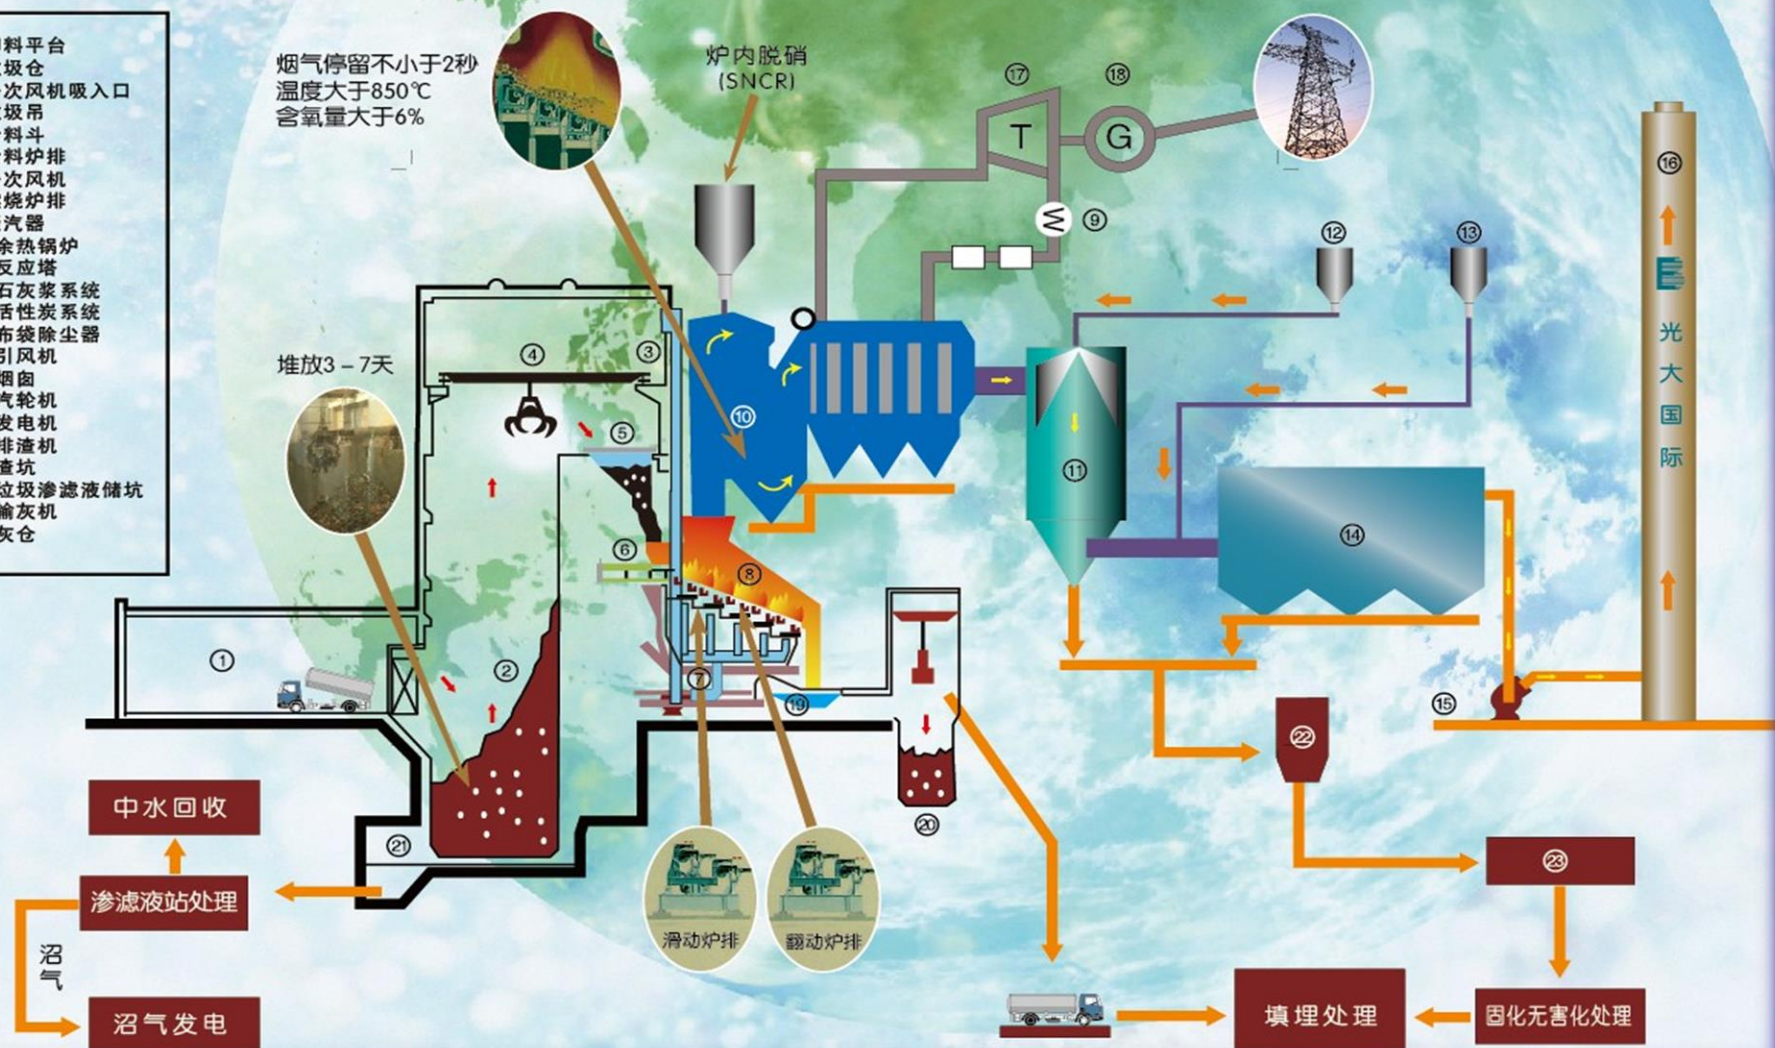 料平台
圾仓
次风机吸入口
圾吊
料斗
料炉排
次风机
烧炉排
汽器
余热锅炉
反应塔
石灰浆系统
活性炭系统
布袋除尘器
引风机
烟囱
汽轮机
发电机
排渣机
渣坑
垃圾渗滤液储坑
输灰机
灰仓
烟气停留不小于2秒
温度大于850℃
含氧量大于6%
炉内脱硝
(SNCR)
⑰
⑱
T
G
⑨
⑫
⑬
⑯
光大国际
堆放3-7天
④
③
⑤
⑩
⑪
⑭
⑥
⑧
①
②
⑦
⑲
⑮
㉒
⑳
㉑
㉓
中水回收
渗滤液站处理
沼气
沼气发电
滑动炉排
翻动炉排
填埋处理
固化无害化处理